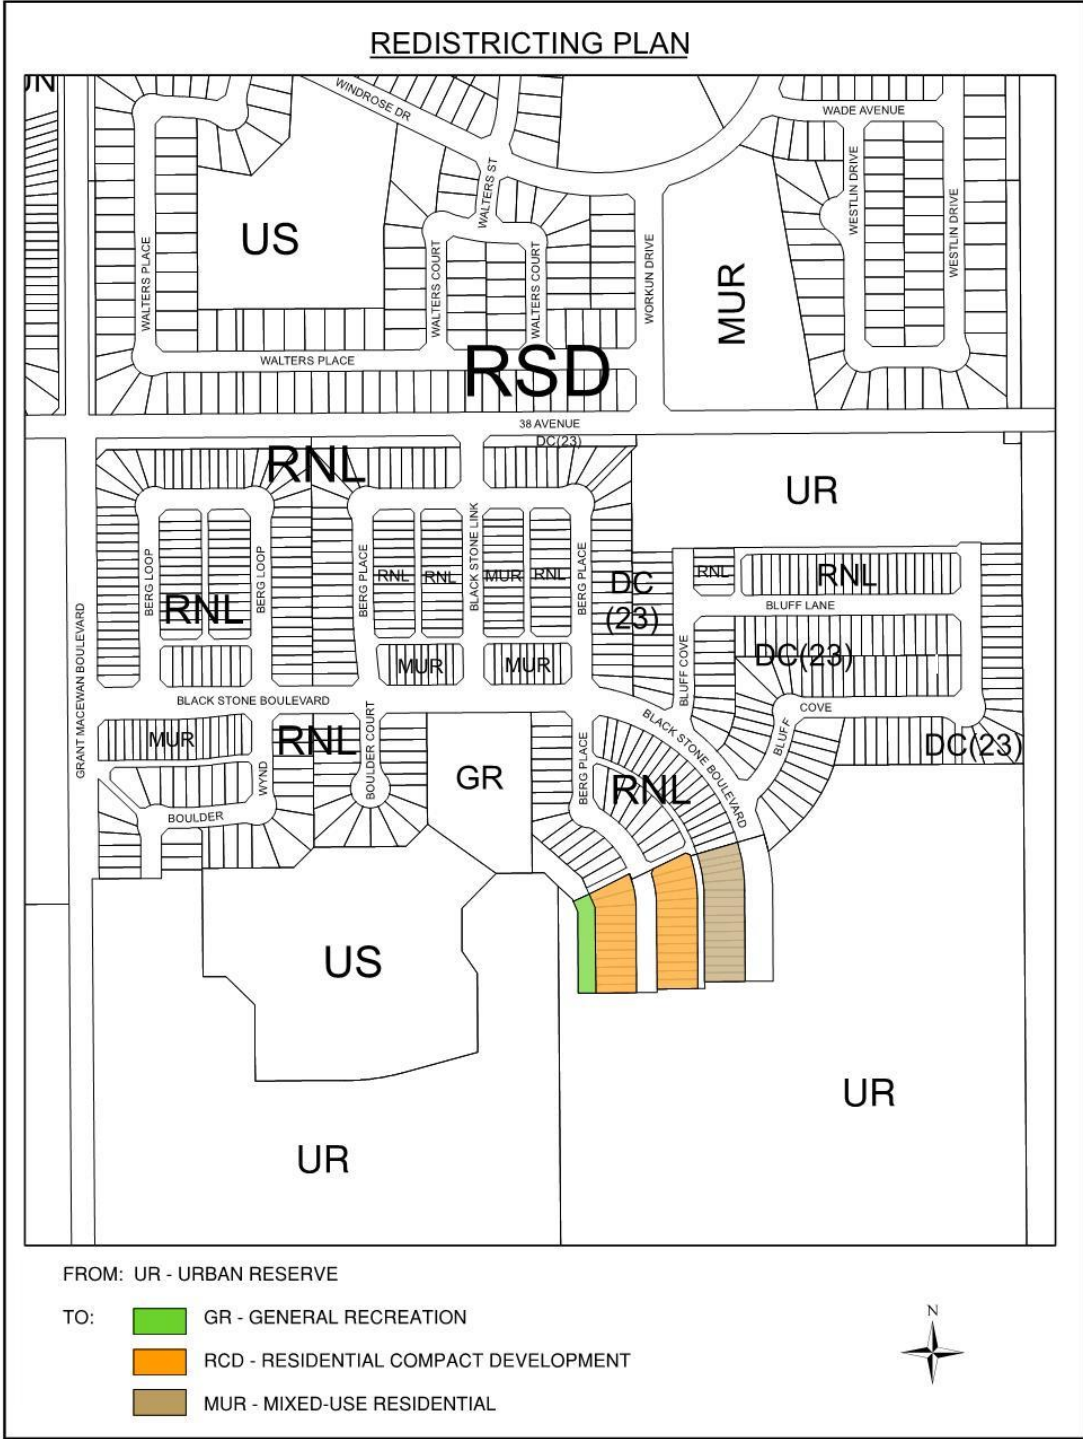 REDISTRICTING PLAN
WINDROSE DR
WADE AVENUE
WALTERS ST
WESTLIN DRIVE
WESTLIN DRIVE
US
WALTERS PLACE
WALTERS COURT
WALTERS COURT
WORKUN DRIVE
MUR
WALTERS PLACE
RSD
38 AVENUE
DC(23)
RNL
UR
BERG LOOP
BERG LOOP
BERG PLACE
RNL
RNL
BLACK STONE LINK
MUR
RNL
BERG PLACE
DC
(23)
RNL
RNL
BLUFF LANE
RNL
GRANT MACEWAN BOULEVARD
MUR
MUR
BLUFF COVE
DC(23)
BLACK STONE BOULEVARD
COVE
BLUFF
BLACK STONE BOULEVARD
MUR
RNL
BOULDER COURT
WYND
BOULDER
GR
BERG PLACE
RNL
DC(23)
US
UR
UR
FROM: UR - URBAN RESERVE
TO:
GR - GENERAL RECREATION
RCD - RESIDENTIAL COMPACT DEVELOPMENT
MUR - MIXED-USE RESIDENTIAL
N